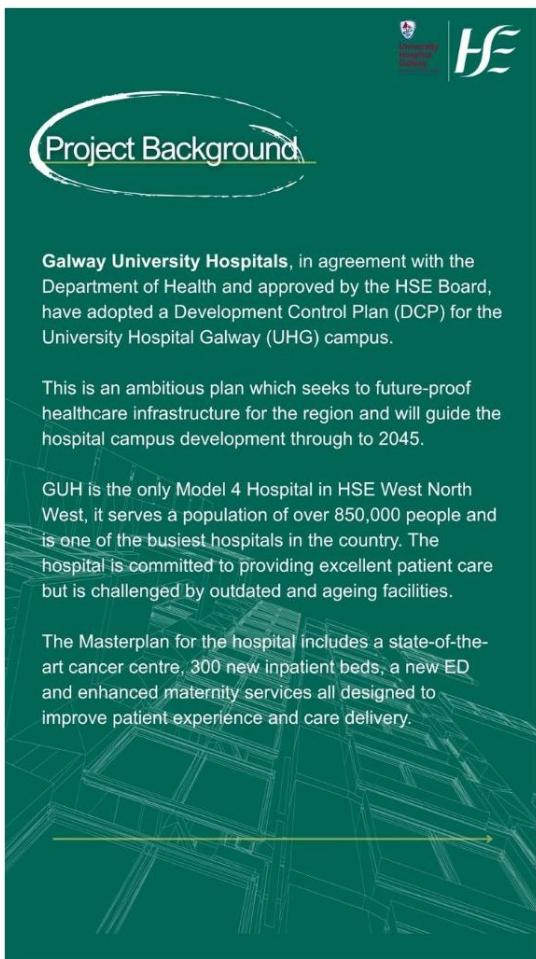 University
Hospital
Galway
HSE
Project Background
Galway University Hospitals, in agreement with the
Department of Health and approved by the HSE Board,
have adopted a Development Control Plan (DCP) for the
University Hospital Galway (UHG) campus.
This is an ambitious plan which seeks to future-proof
healthcare infrastructure for the region and will guide the
hospital campus development through to 2045.
GUH is the only Model 4 Hospital in HSE West North
West, it serves a population of over 850,000 people and
is one of the busiest hospitals in the country. The
hospital is committed to providing excellent patient care
but is challenged by outdated and ageing facilities.
The Masterplan for the hospital includes a state-of-the-
art cancer centre, 300 new inpatient beds, a new ED
and enhanced maternity services all designed to
improve patient experience and care delivery.